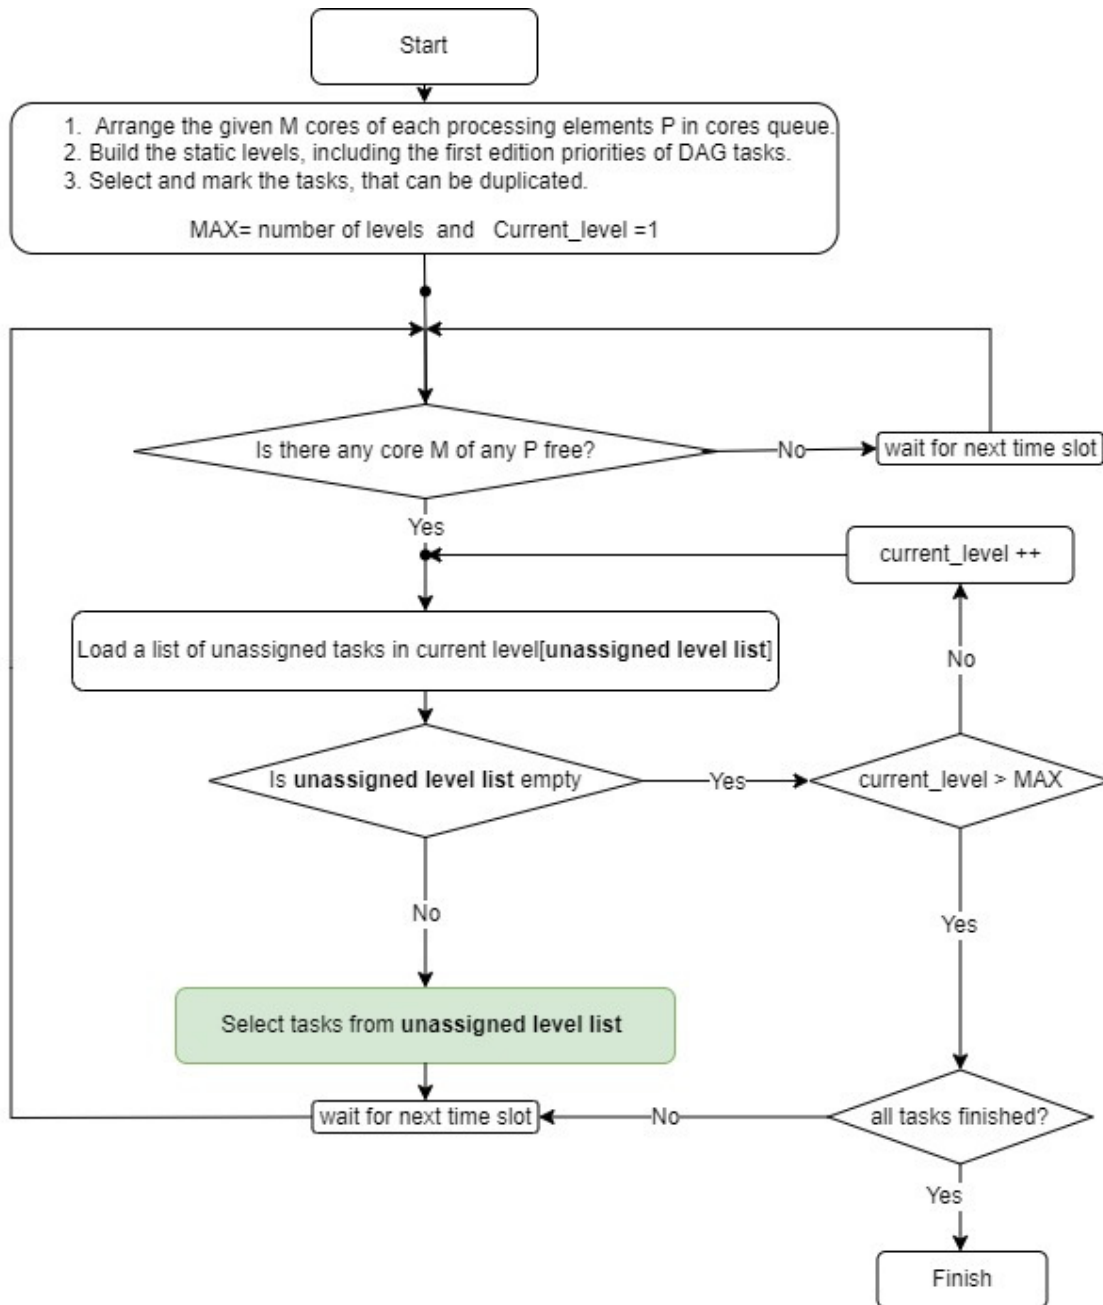 Start
1. Arrange the given M cores of each processing elements P in cores queue.
2. Build the static levels, including the first edition priorities of DAG tasks.
3. Select and mark the tasks, that can be duplicated.
MAX= number of levels and Current_level =1
Is there any core M of any P free?
No
wait for next time slot
Yes
current_level ++
Load a list of unassigned tasks in current level[unassigned level list]
No
Is unassigned level list empty
Yes
current_level > MAX
No
Yes
Select tasks from unassigned level list
wait for next time slot
No
all tasks finished?
Yes
Finish